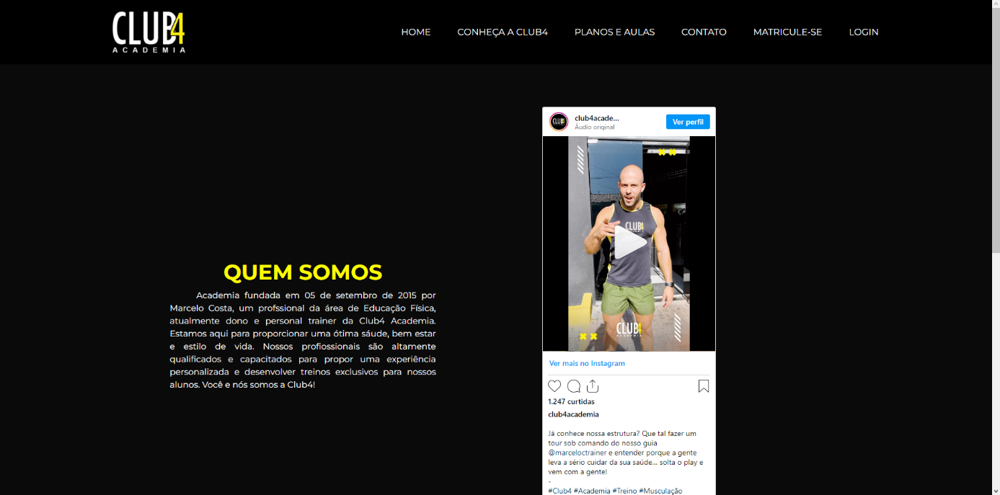 CLUB4
ACADEMIA
HOME
CONHEÇA A CLUB4
PLANOS E AULAS
CONTATO
MATRICULE-SE
LOGIN
QUEM SOMOS
Academia fundada em 05 de setembro de 2015 por
Marcelo Costa, um profssional da área de Educação Física,
atualmente dono e personal trainer da Club4 Academia.
Estamos aqui para proporcionar uma ótima sáude, bem estar
e estilo de vida. Nossos profiossionais são altamente
qualificados e capacitados para propor uma experiência
personalizada e desenvolver treinos exclusivos para nossos
alunos. Você e nós somos a Club4!
CLUB4
club4acade...
Áudio original
Ver perfil
CLUB4
ACADEMIA
CLUB4
ACADEMIA
Ver mais no Instagram
1.247 curtidas
club4academia
Já conhece nossa estrutura? Que tal fazer um
tour sob comando do nosso guia
@marceloctrainer e entender porque a gente
leva a sério cuidar da sua saúde... solta o play e
vem com a gente!
-
#Club4 #Academia #Treino #Musculação